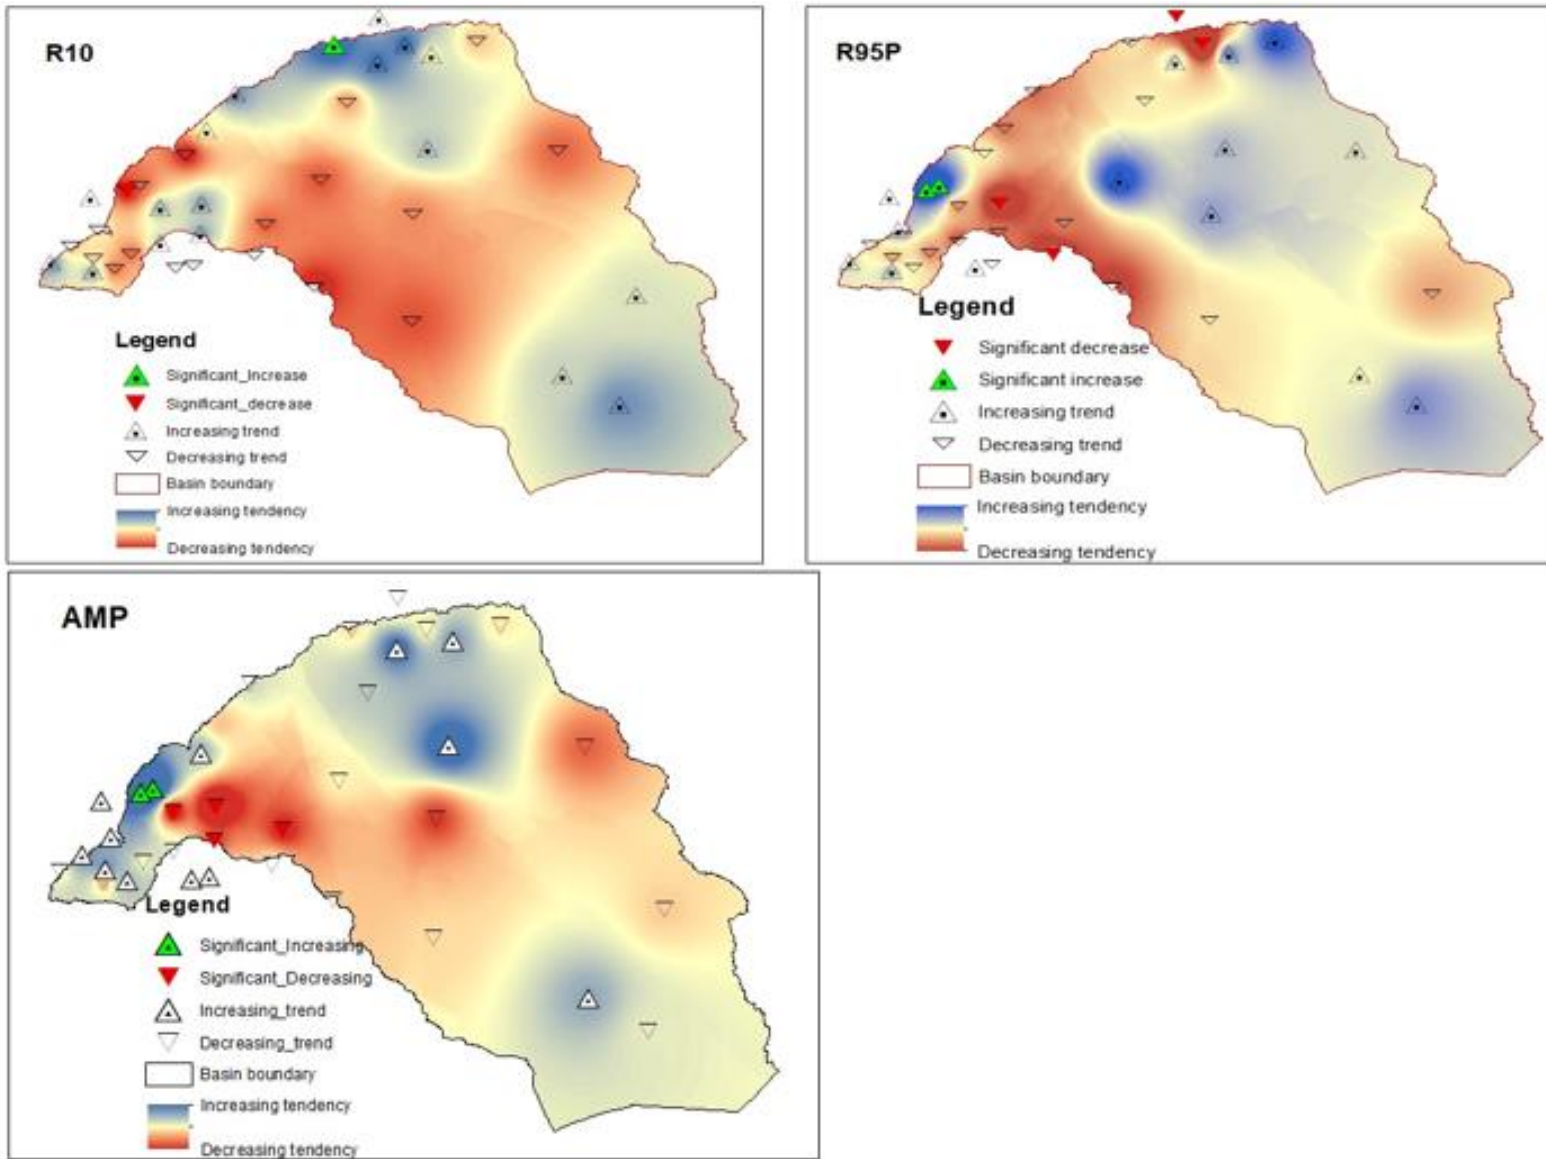 R10
Legend
Significant_Increase
Significant_decrease
Increasing trend
Decreasing trend
Basin boundary
Increasing tendency
Decreasing tendency
R95P
Legend
Significant decrease
Significant increase
Increasing trend
Decreasing trend
Basin boundary
Increasing tendency
Decreasing tendency
AMP
Legend
Significant_Increasing
Significant_Decreasing
Increasing_trend
Decreasing_trend
Basin boundary
Increasing tendency
Decreasing tendency